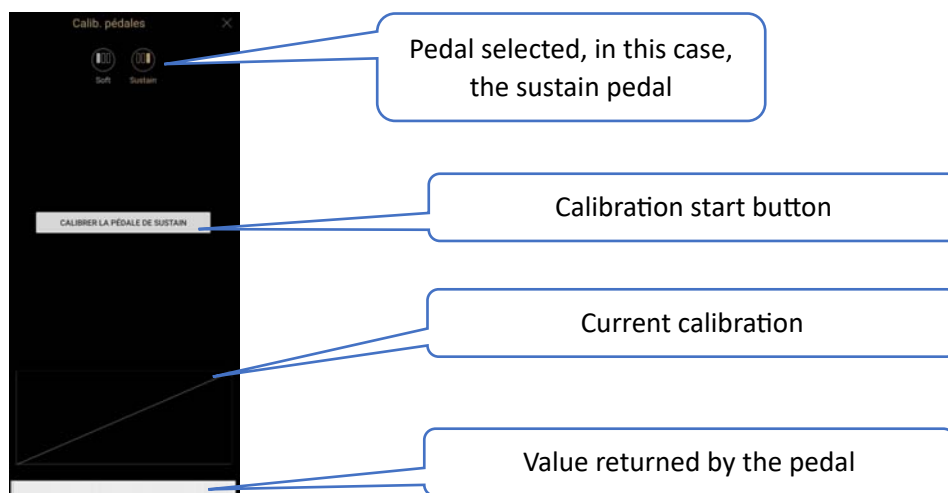 Calib. pédales
Soft Sustain
Pedal selected, in this case,
the sustain pedal
CALIBRER LA PÉDALE DE SUSTAIN
Calibration start button
Current calibration
Value returned by the pedal